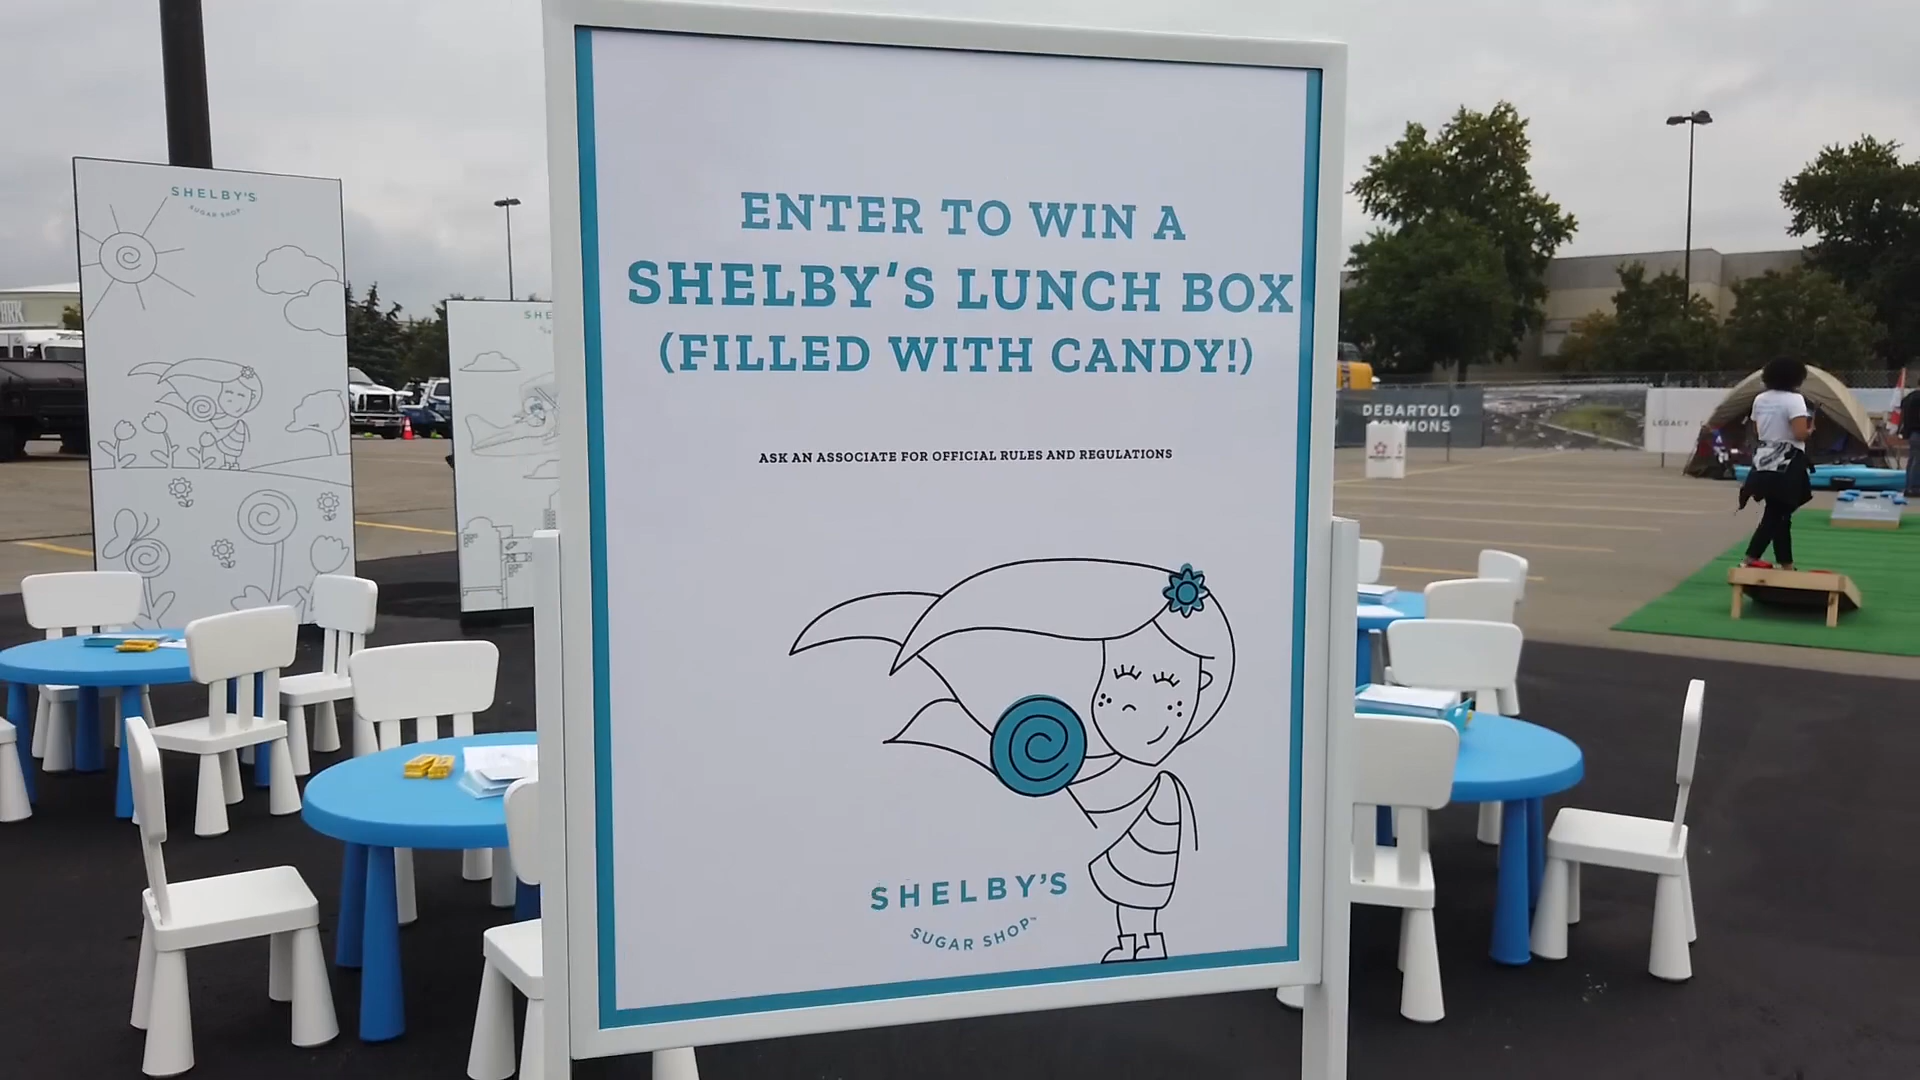 ENTER TO WIN A
SHELBY'S LUNCH BOX
(FILLED WITH CANDY!)
ASK AN ASSOCIATE FOR OFFICIAL RULES AND REGULATIONS
SHELBY'S
SUGAR SHOP™
SHELBY'S
SUGAR SHOP
SHE
DEBARTOLO
COMMONS
LEGACY